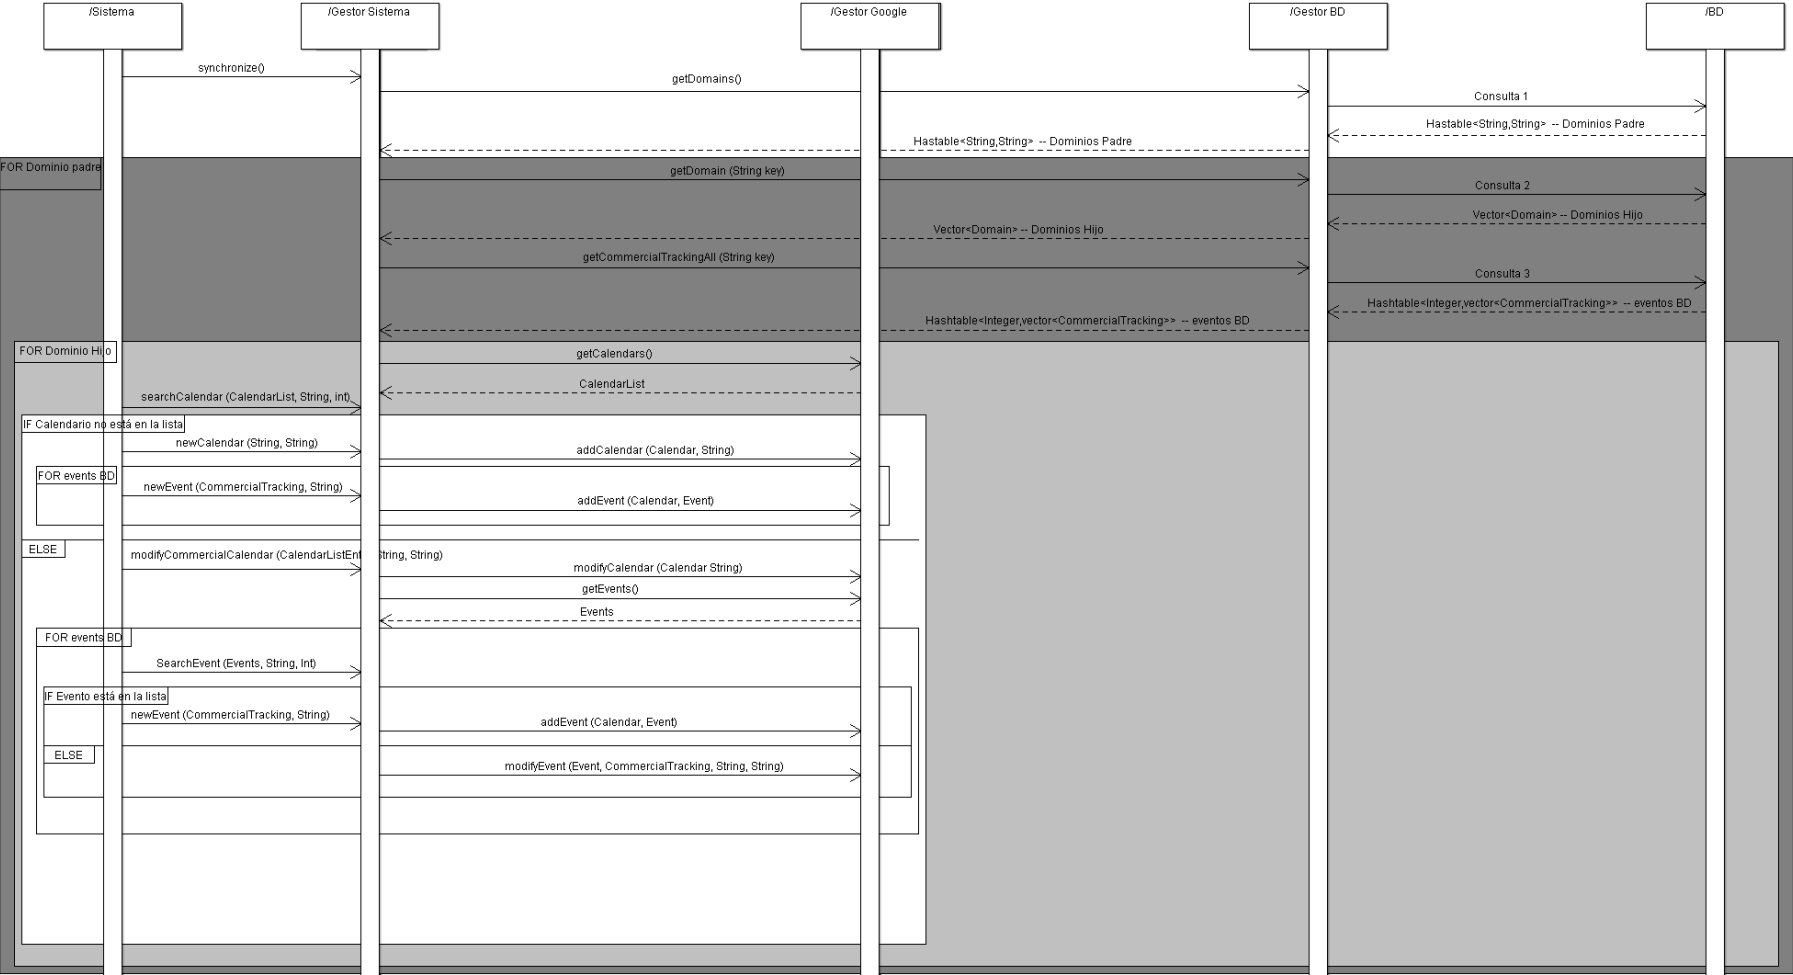 /Sistema
/Gestor Sistema
/Gestor Google
/Gestor BD
/BD
synchronize()
getDomains()
Consulta 1
Hastable<String,String> -- Dominios Padre
Hastable<String,String> -- Dominios Padre
FOR Dominio padre
getDomain (String key)
Consulta 2
Vector<Domain> -- Dominios Hijo
Vector<Domain> -- Dominios Hijo
getCommercialTrackingAll (String key)
Consulta 3
Hashtable<Integer,vector<CommercialTracking>> -- eventos BD
Hashtable<Integer,vector<CommercialTracking>> -- eventos BD
FOR Dominio Hijo
getCalendars()
CalendarList
searchCalendar (CalendarList, String, int)
IF Calendario no está en la lista
newCalendar (String, String)
addCalendar (Calendar, String)
FOR events BD
newEvent (CommercialTracking, String)
addEvent (Calendar, Event)
ELSE
modifyCommercialCalendar (CalendarListEnt String, String)
modifyCalendar (Calendar String)
getEvents()
Events
FOR events BD
SearchEvent (Events, String, Int)
IF Evento está en la lista
newEvent (CommercialTracking, String)
addEvent (Calendar, Event)
ELSE
modifyEvent (Event, CommercialTracking, String, String)